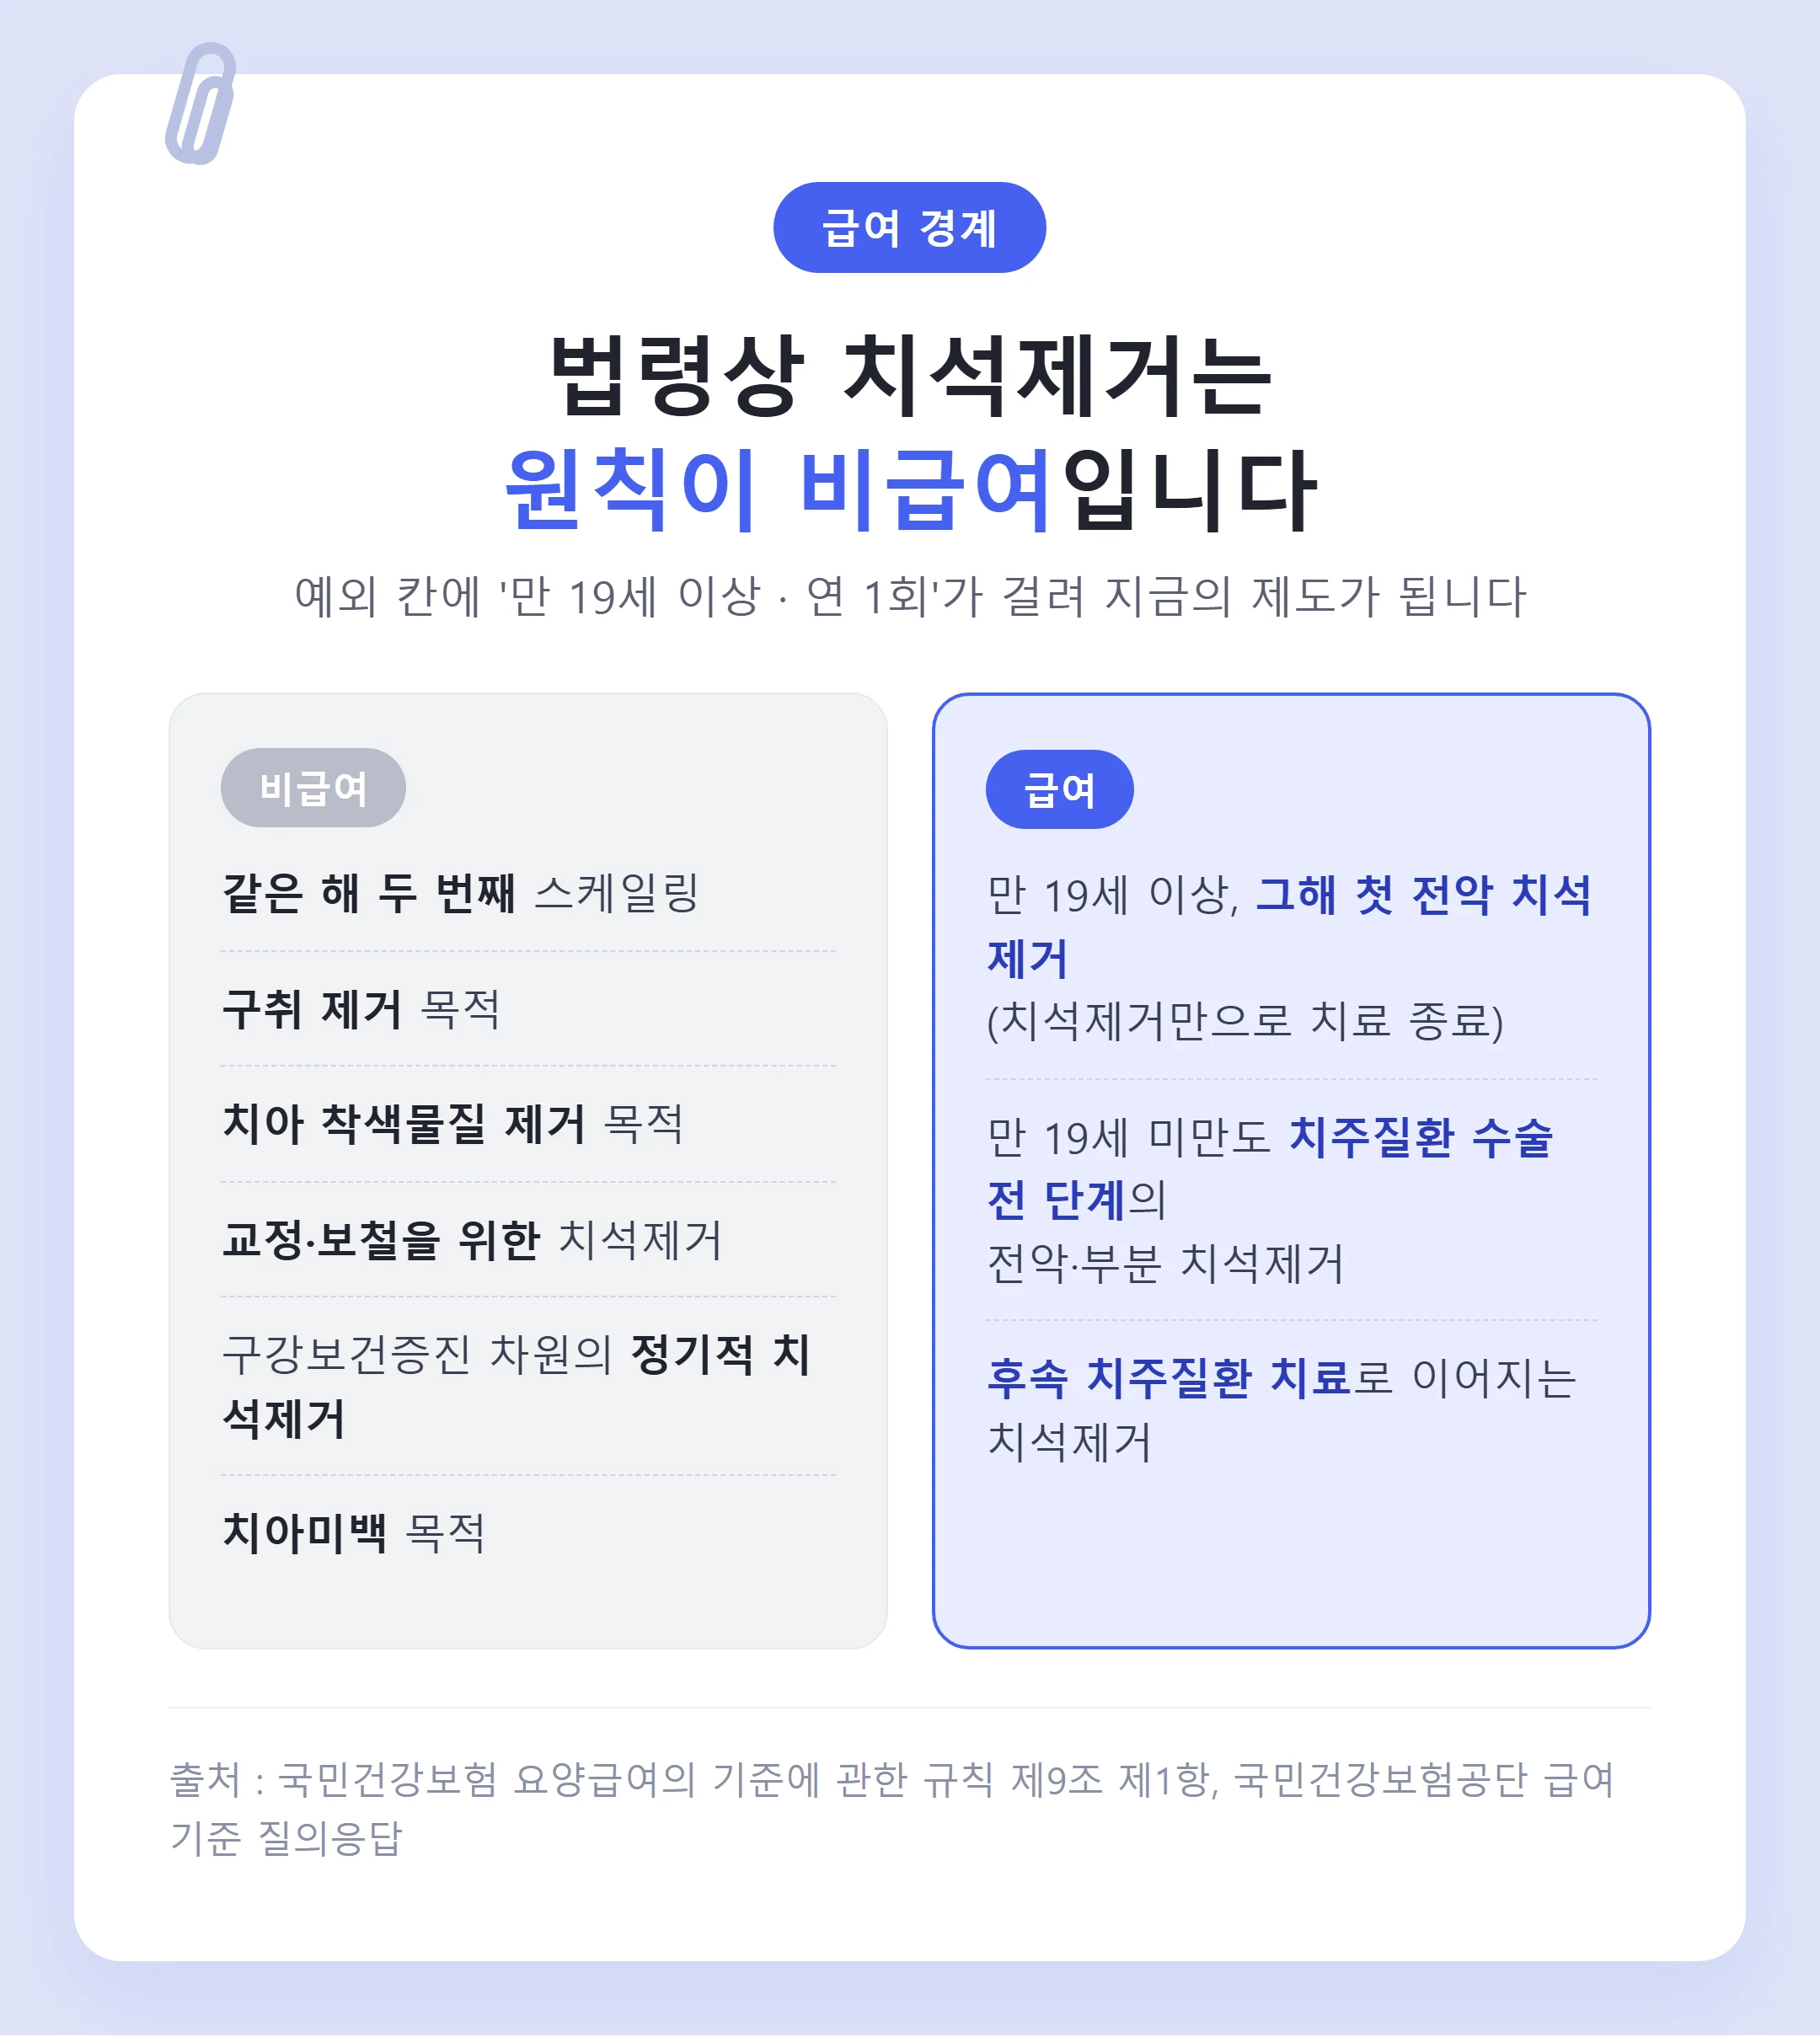 급여 경계
법령상 치석제거는
원칙이 비급여입니다
예외 칸에 '만 19세 이상 · 연 1회'가 걸려 지금의 제도가 됩니다
비급여
같은 해 두 번째 스케일링
구취 제거 목적
치아 착색물질 제거 목적
교정·보철을 위한 치석제거
구강보건증진 차원의 정기적 치
석제거
치아미백 목적
급여
만 19세 이상, 그해 첫 전악 치석
제거
(치석제거만으로 치료 종료)
만 19세 미만도 치주질환 수술
전 단계의
전악·부분 치석제거
후속 치주질환 치료로 이어지는
치석제거
출처 : 국민건강보험 요양급여의 기준에 관한 규칙 제9조 제1항, 국민건강보험공단 급여
기준 질의응답